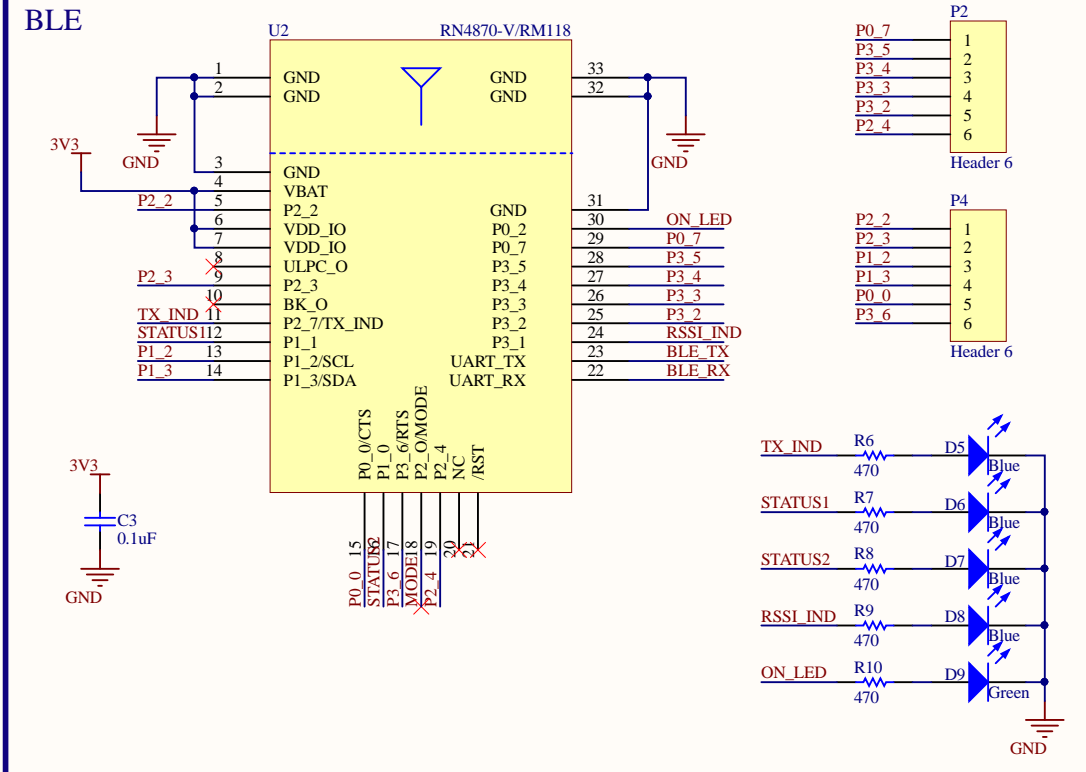 BLE
U2 RN4870-V/RM118
1 GND
2 GND
3 GND
4 VBAT
P2_2 5 P2_2
6 VDD_IO
7 VDD_IO
8 ULPC_O
P2_3 9 P2_3
10 BK_O
TX_IND 11 P2_7/TX_IND
STATUS1 12 P1_1
P1_2 13 P1_2/SCL
P1_3 14 P1_3/SDA
GND 33
GND 32
GND 31
P0_2 30 ON_LED
P0_7 29 P0_7
P3_5 28 P3_5
P3_4 27 P3_4
P3_3 26 P3_3
P3_2 25 P3_2
P3_1 24 RSSI_IND
UART_TX 23 BLE_TX
UART_RX 22 BLE_RX
P0_0/CTS 15 P0_0
P1_0 16 STATUS2
P3_6/RTS 17 P3_6
P2_O/MODE 18 MODE
P2_4 19 P2_4
NC 20
/RST 21
3V3
GND
GND
3V3
C3
0.1uF
GND
P2
P0_7 1
P3_5 2
P3_4 3
P3_3 4
P3_2 5
P2_4 6
Header 6
P4
P2_2 1
P2_3 2
P1_2 3
P1_3 4
P0_0 5
P3_6 6
Header 6
TX_IND R6 D5
470 Blue
STATUS1 R7 D6
470 Blue
STATUS2 R8 D7
470 Blue
RSSI_IND R9 D8
470 Blue
ON_LED R10 D9
470 Green
GND